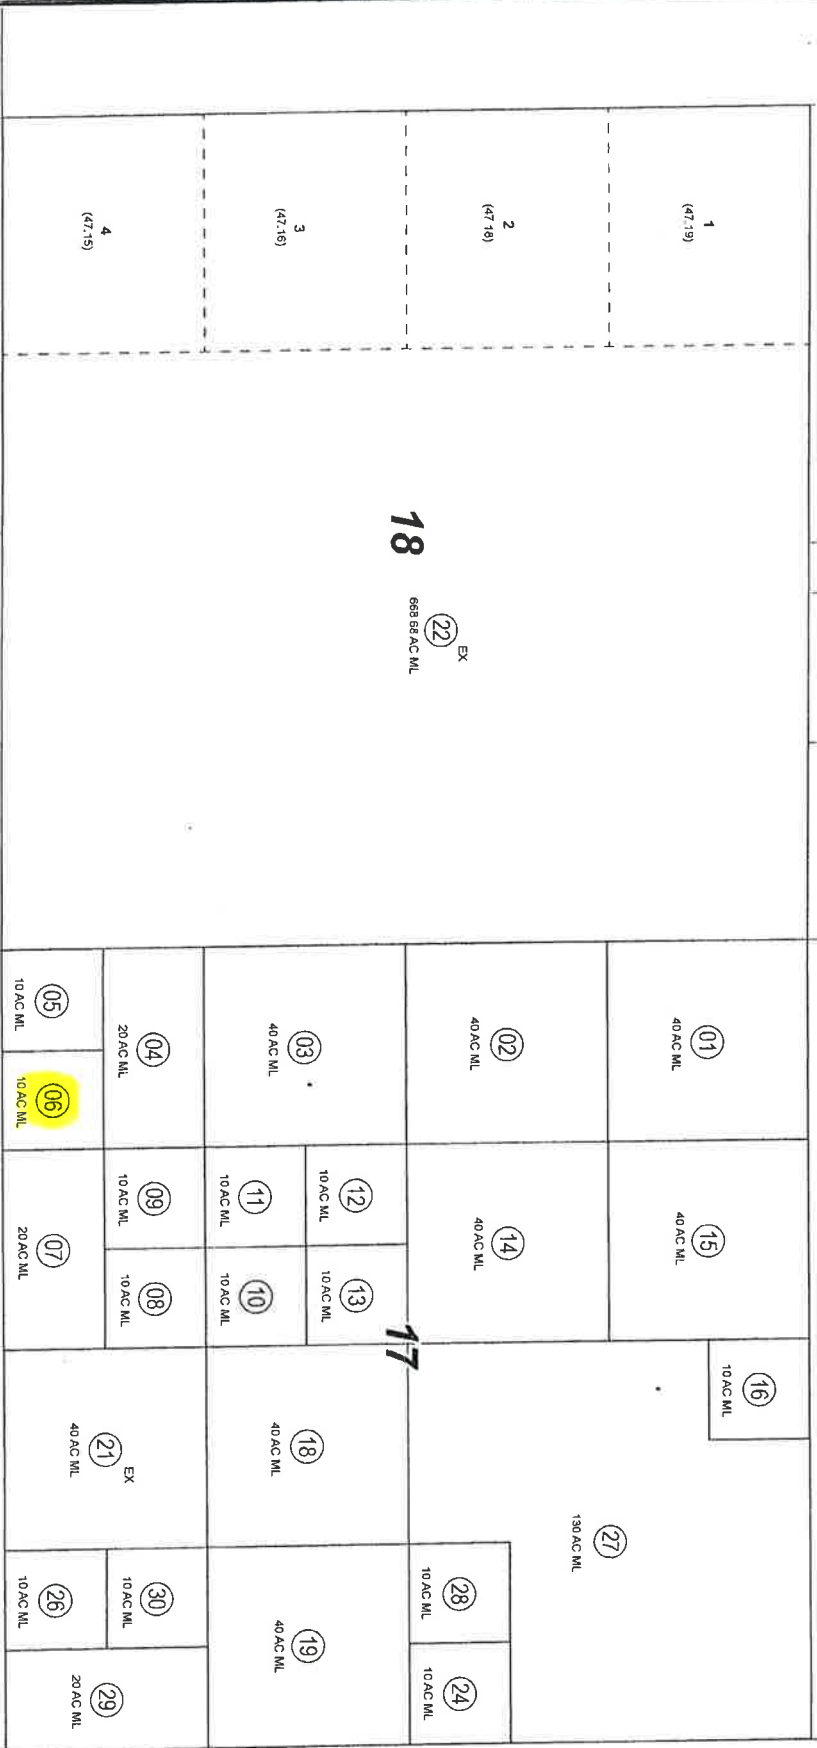 1
(47.19)
2
(47 18)
3
(47.16)
4
(47.15)
18
EX
22
668 68 AC ML
01
40 AC ML
02
40 AC ML
03
40 AC ML
04
20 AC ML
05
10 AC ML
06
10 AC ML
15
40 AC ML
14
40 AC ML
12
10 AC ML
11
10 AC ML
09
10 AC ML
07
20 AC ML
13
10 AC ML
10
10 AC ML
08
10 AC ML
17
16
10 AC ML
27
130 AC ML
18
40 AC ML
EX
21
40 AC ML
28
10 AC ML
24
10 AC ML
19
40 AC ML
30
10 AC ML
26
10 AC ML
29
20 AC ML